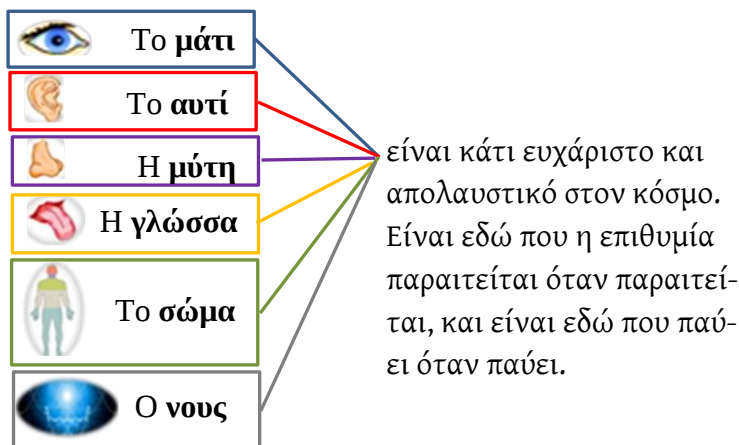 Το μάτι
Το αυτί
Η μύτη
Η γλώσσα
Το σώμα
Ο νους
είναι κάτι ευχάριστο και
απολαυστικό στον κόσμο.
Είναι εδώ που η επιθυμία
παραιτείται όταν παραιτεί-
ται, και είναι εδώ που παύ-
ει όταν παύει.